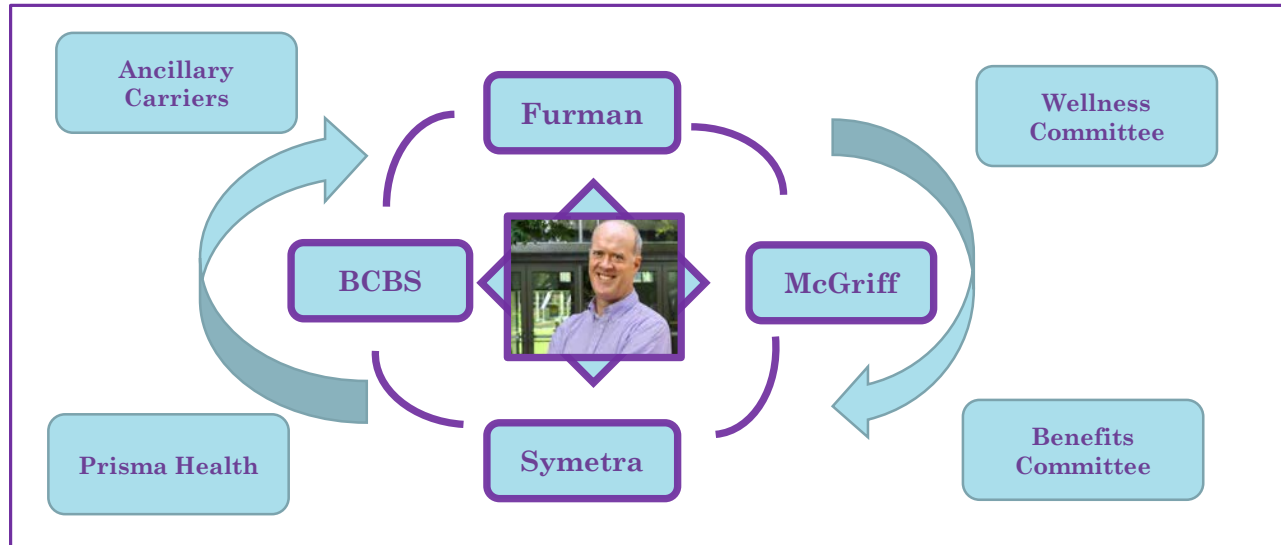 Ancillary
Carriers
Furman
Wellness
Committee
BCBS
McGriff
Prisma Health
Symetra
Benefits
Committee